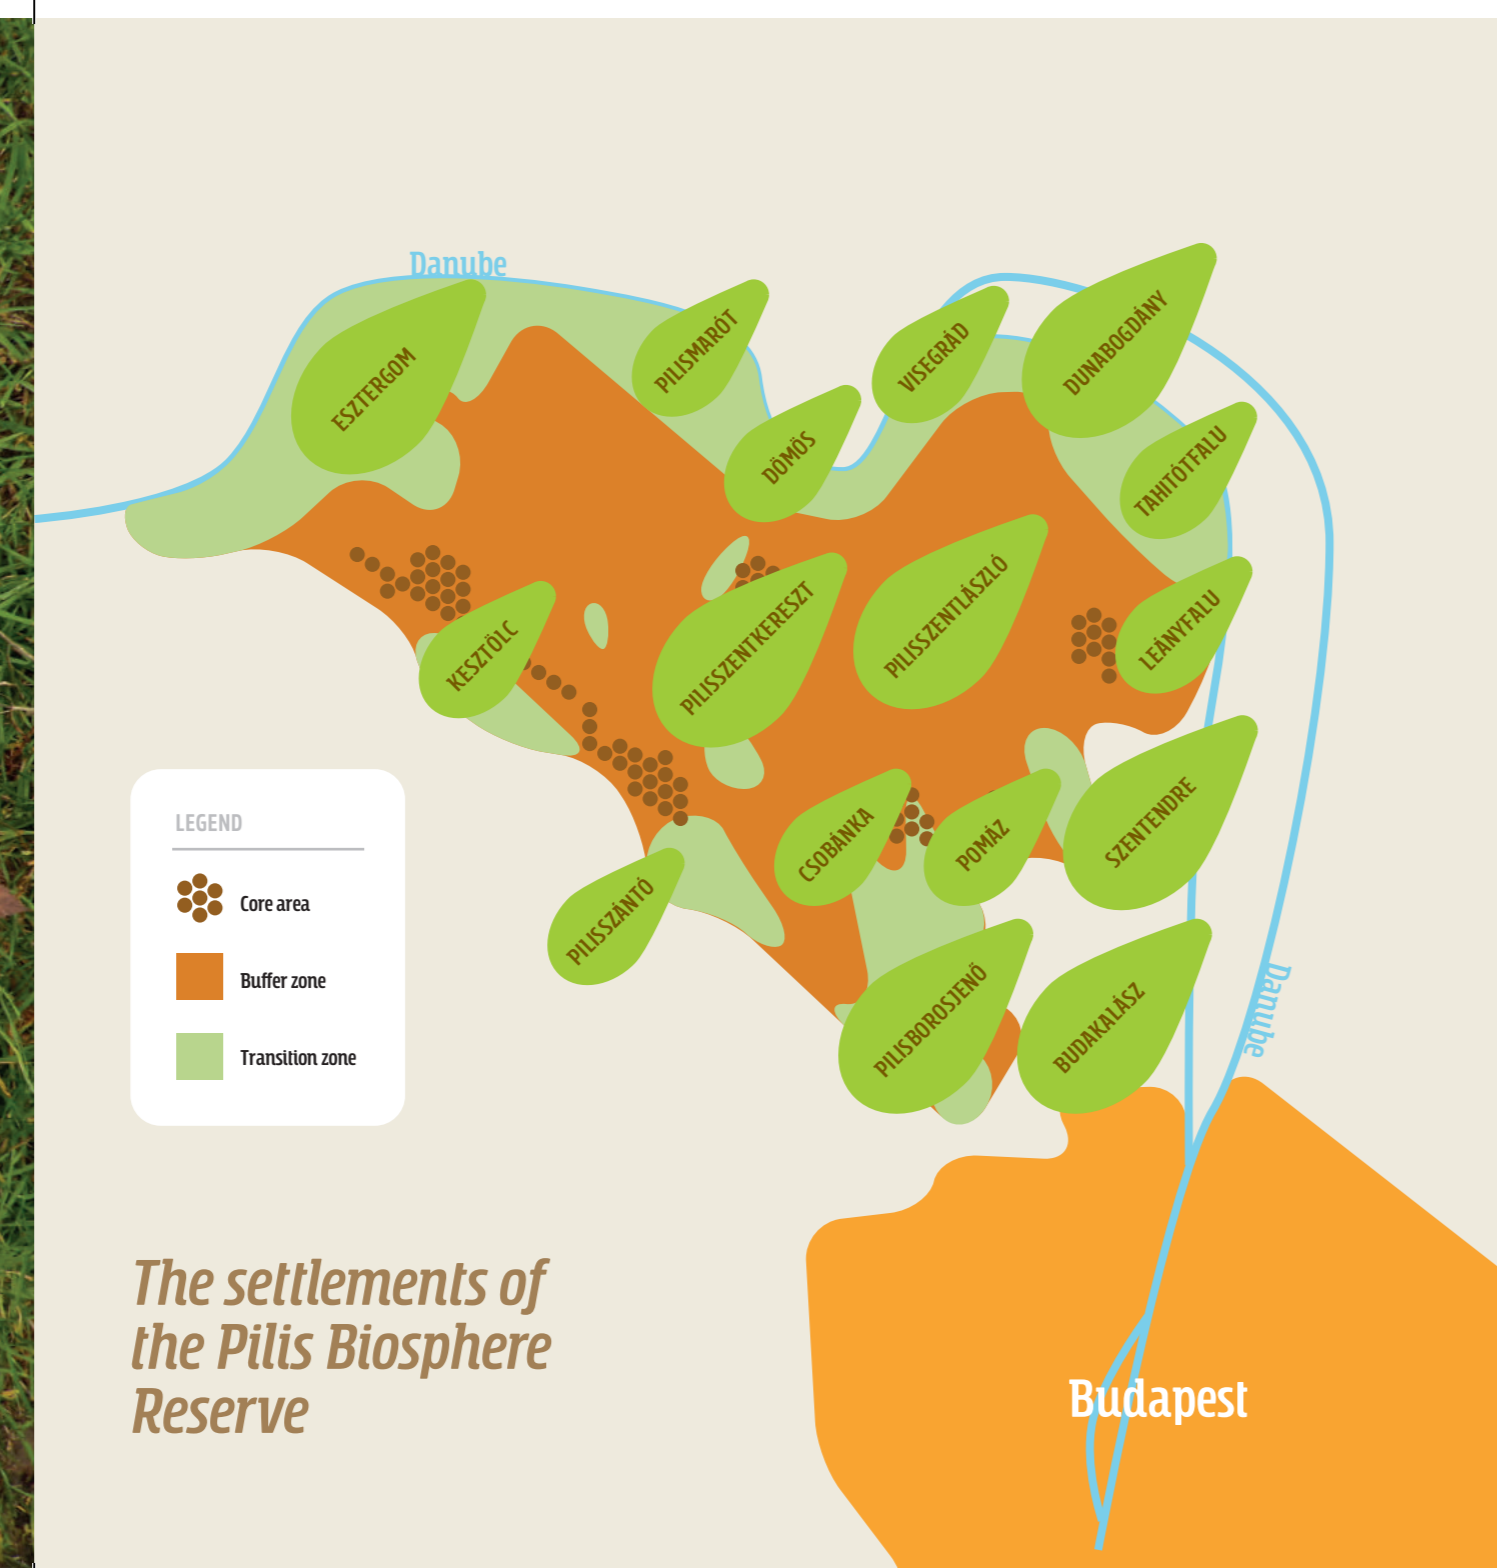 Danube
ESZTERGOM
PILISMARÓT
VISEGRÁD
DUNABOGDÁNY
DÖMÖS
TAHITÓTFALU
KESZTÖLC
PILISSZENTKERESZT
PILISSZENTLÁSZLÓ
LEÁNYFALU
CSOBÁNKA
POMÁZ
SZENTENDRE
PILISSZÁNTÓ
PILISBOROSJENŐ
BUDAKALÁSZ
Danube
LEGEND
Core area
Buffer zone
Transition zone
The settlements of
the Pilis Biosphere
Reserve
Budapest